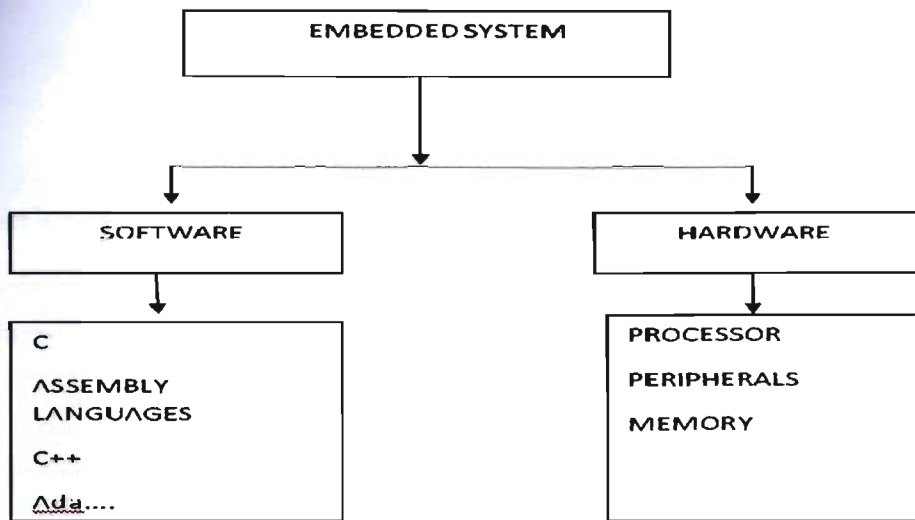 EMBEDDED SYSTEM
SOFTWARE
HARDWARE
C
ASSEMBLY
LANGUAGES
C++
Ada....
PROCESSOR
PERIPHERALS
MEMORY